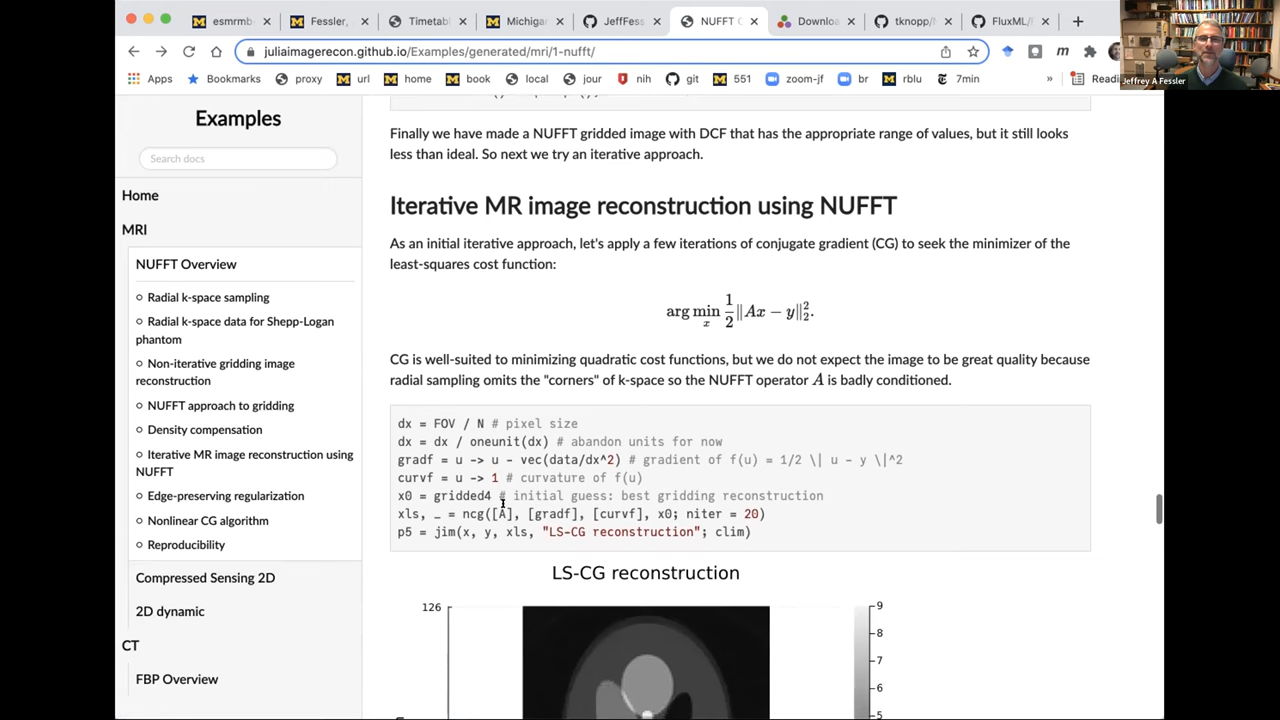 esmrmb-
Fessler,
Timetabl
Michigan
JeffFess
NUFFT O
Downloa
tknopp/
FluxML/F
juliaimagerecon.github.io/Examples/generated/mri/1-nufft/
Apps
Bookmarks
proxy
url
home
book
local
jour
nih
git
551
zoom-jf
br
rblu
7min
»
Readi
Jeffrey A Fessler
Examples
Search docs
Home
MRI
NUFFT Overview
Radial k-space sampling
Radial k-space data for Shepp-Logan
phantom
Non-iterative gridding image
reconstruction
NUFFT approach to gridding
Density compensation
Iterative MR image reconstruction using
NUFFT
Edge-preserving regularization
Nonlinear CG algorithm
Reproducibility
Compressed Sensing 2D
2D dynamic
CT
FBP Overview
Finally we have made a NUFFT gridded image with DCF that has the appropriate range of values, but it still looks
less than ideal. So next we try an iterative approach.
Iterative MR image reconstruction using NUFFT
As an initial iterative approach, let's apply a few iterations of conjugate gradient (CG) to seek the minimizer of the
least-squares cost function:
arg min_x 1/2 ‖Ax − y‖₂².
CG is well-suited to minimizing quadratic cost functions, but we do not expect the image to be great quality because
radial sampling omits the "corners" of k-space so the NUFFT operator A is badly conditioned.
dx = FOV / N # pixel size
dx = dx / oneunit(dx) # abandon units for now
gradf = u -> u - vec(data/dx^2) # gradient of f(u) = 1/2 \| u - y \|^2
curvf = u -> 1 # curvature of f(u)
x0 = gridded4 # initial guess: best gridding reconstruction
xls, _ = ncg([A], [gradf], [curvf], x0; niter = 20)
p5 = jim(x, y, xls, "LS-CG reconstruction"; clim)
LS-CG reconstruction
126
9
8
7
6
5